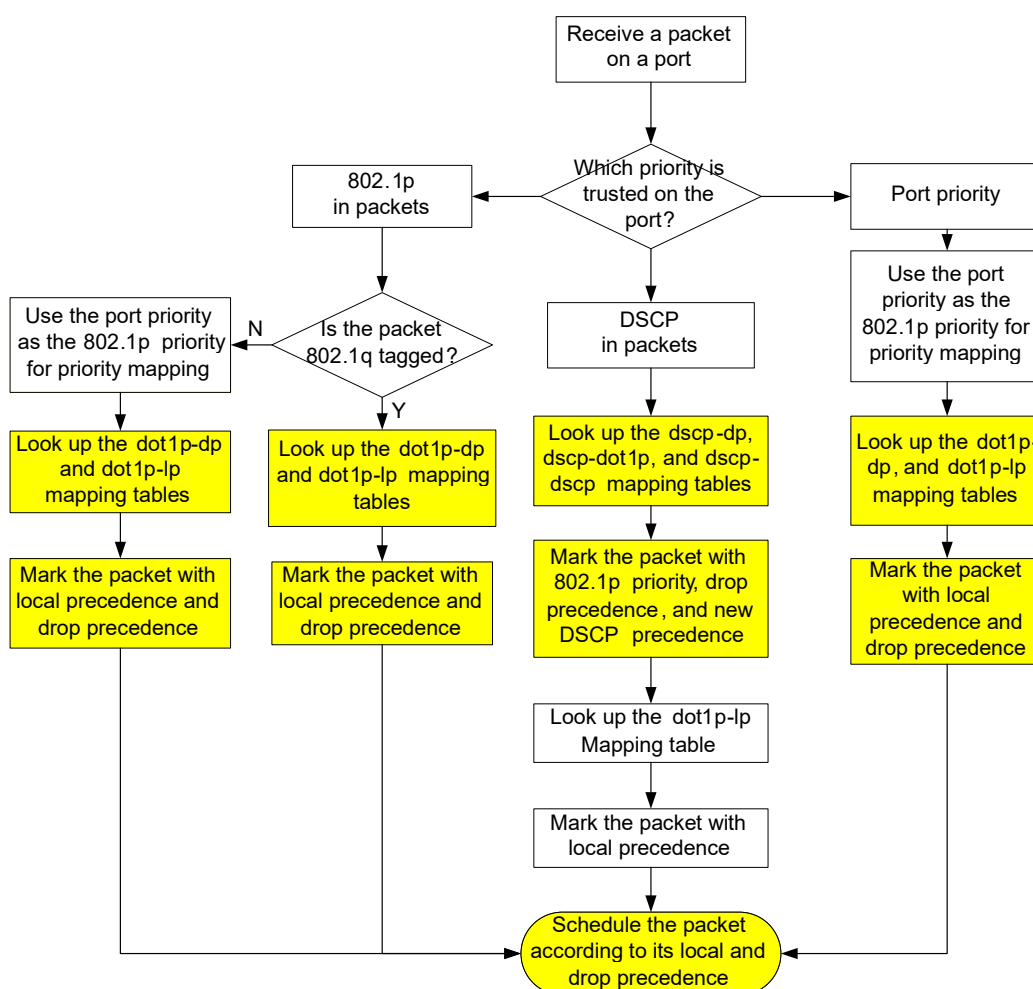 Receive a packet
on a port
Which priority is
trusted on the
port?
802.1p
in packets
Port priority
Use the port
priority as the
802.1p priority for
priority mapping
DSCP
in packets
Is the packet
802.1q tagged?
N
Y
Use the port priority
as the 802.1p priority
for priority mapping
Look up the dot1p-dp
and dot1p-lp
mapping tables
Look up the dot1p-dp
and dot1p-lp mapping
tables
Look up the dscp-dp,
dscp-dot1p, and dscp-
dscp mapping tables
Look up the dot1p-
dp, and dot1p-lp
mapping tables
Mark the packet with
local precedence and
drop precedence
Mark the packet with
local precedence and
drop precedence
Mark the packet with
802.1p priority, drop
precedence, and new
DSCP precedence
Mark the packet
with local
precedence and
drop precedence
Look up the dot1p-lp
Mapping table
Mark the packet with
local precedence
Schedule the packet
according to its local and
drop precedence